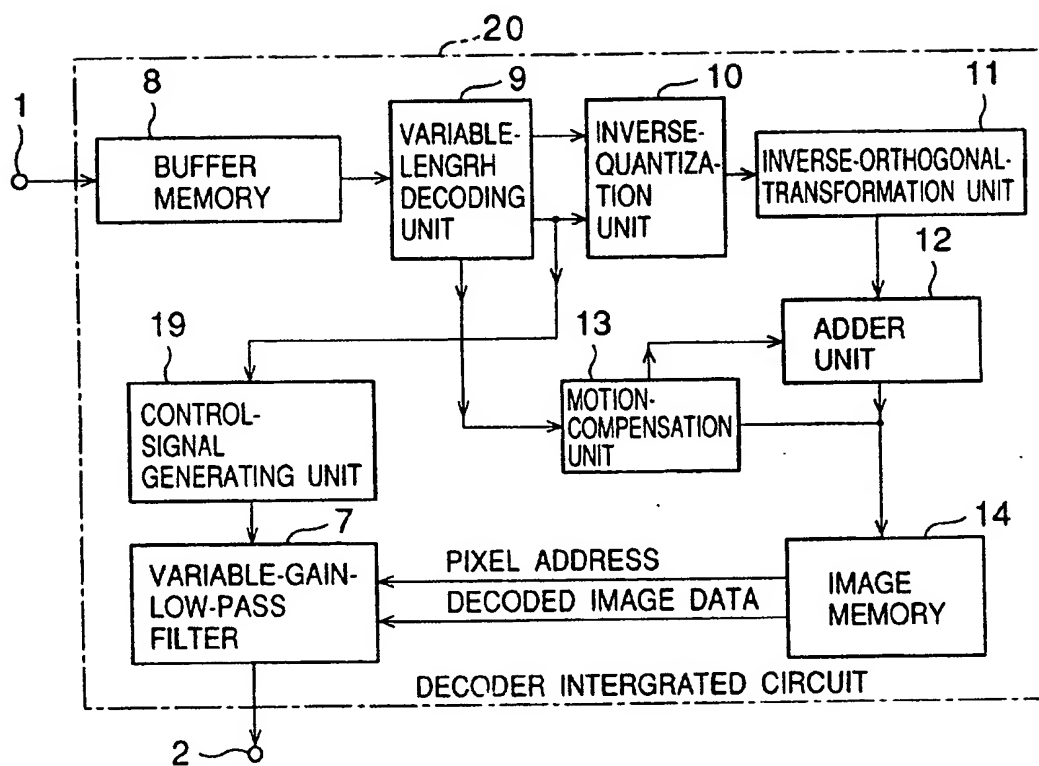 20
1
8
BUFFER
MEMORY
9
VARIABLE-
LENGRH
DECODING
UNIT
10
INVERSE-
QUANTIZA-
TION
UNIT
11
INVERSE-ORTHOGONAL-
TRANSFORMATION UNIT
12
ADDER
UNIT
13
MOTION-
COMPENSATION
UNIT
19
CONTROL-
SIGNAL
GENERATING UNIT
7
VARIABLE-GAIN-
LOW-PASS
FILTER
PIXEL ADDRESS
DECODED IMAGE DATA
14
IMAGE
MEMORY
DECODER INTERGRATED CIRCUIT
2